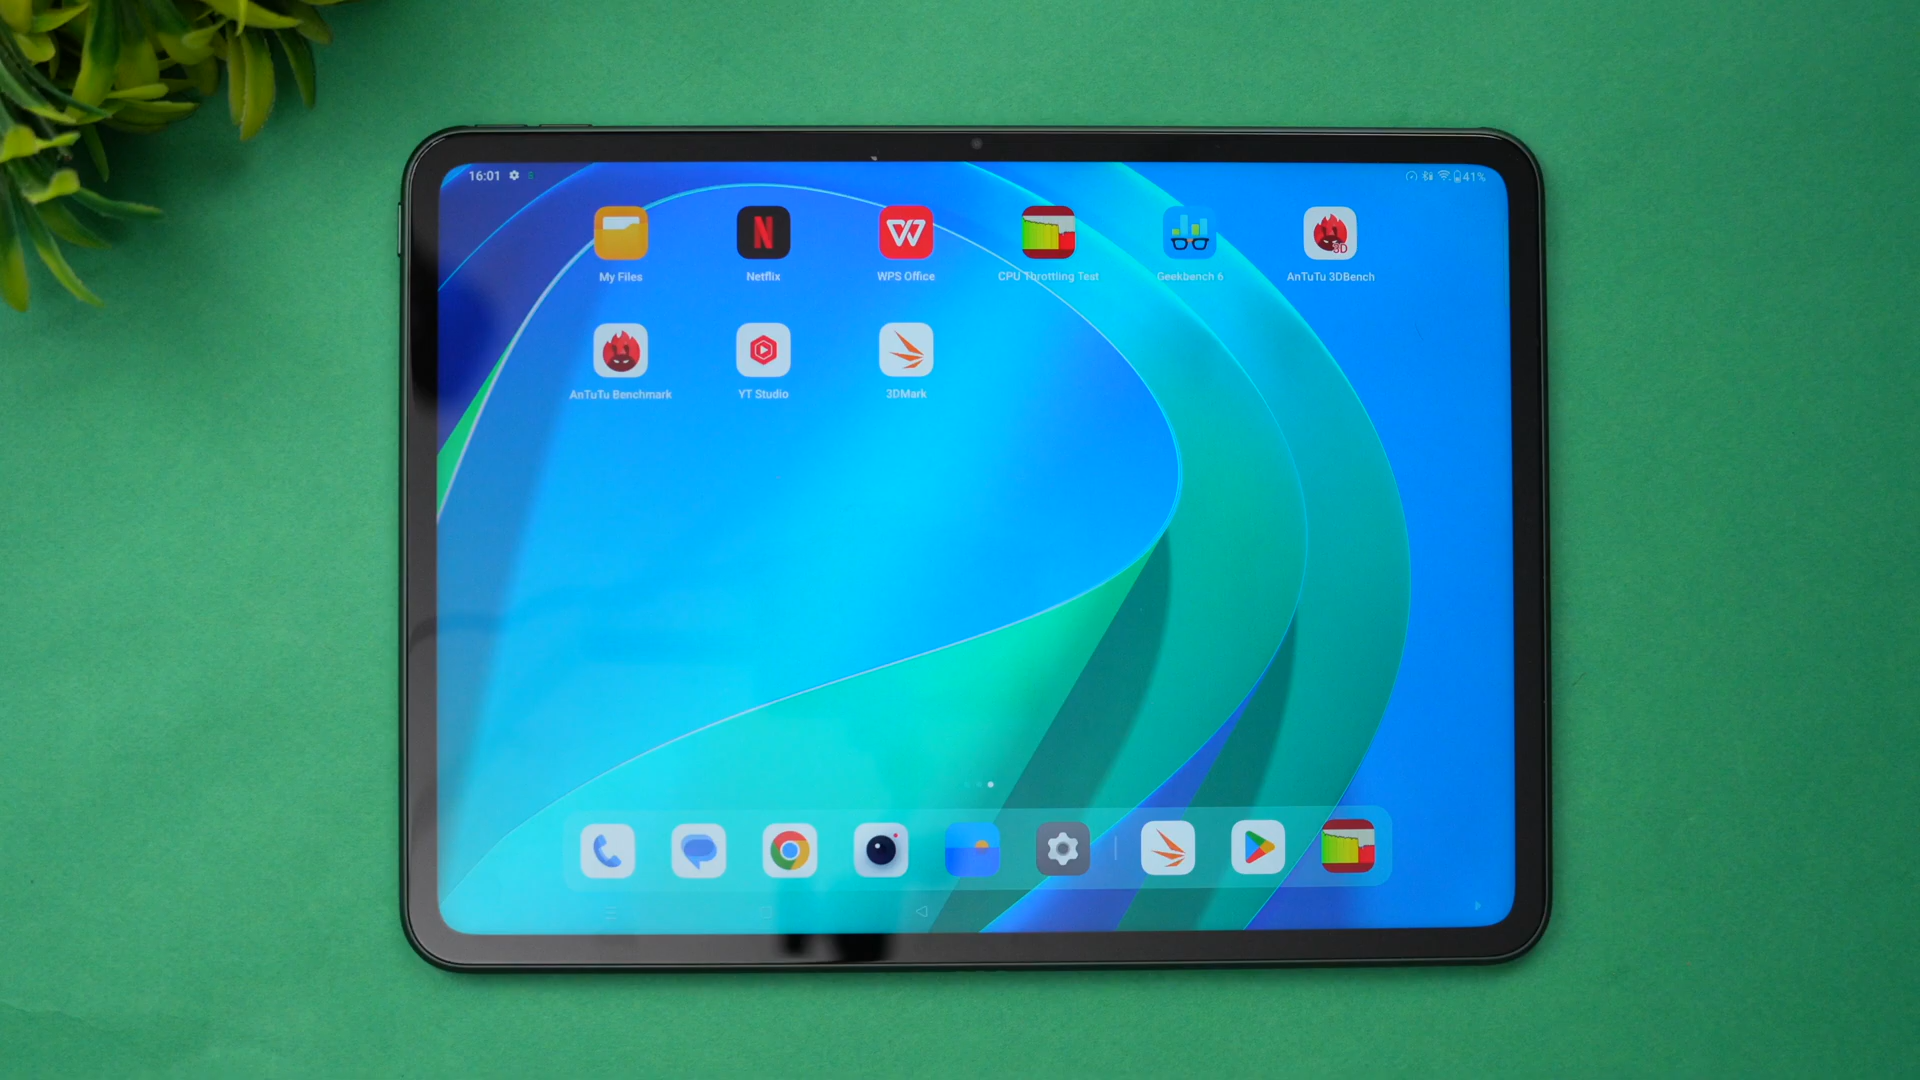 16:01
41%
My Files
Netflix
WPS Office
CPU Throttling Test
Geekbench 6
3D
AnTuTu 3DBench
AnTuTu Benchmark
YT Studio
3DMark